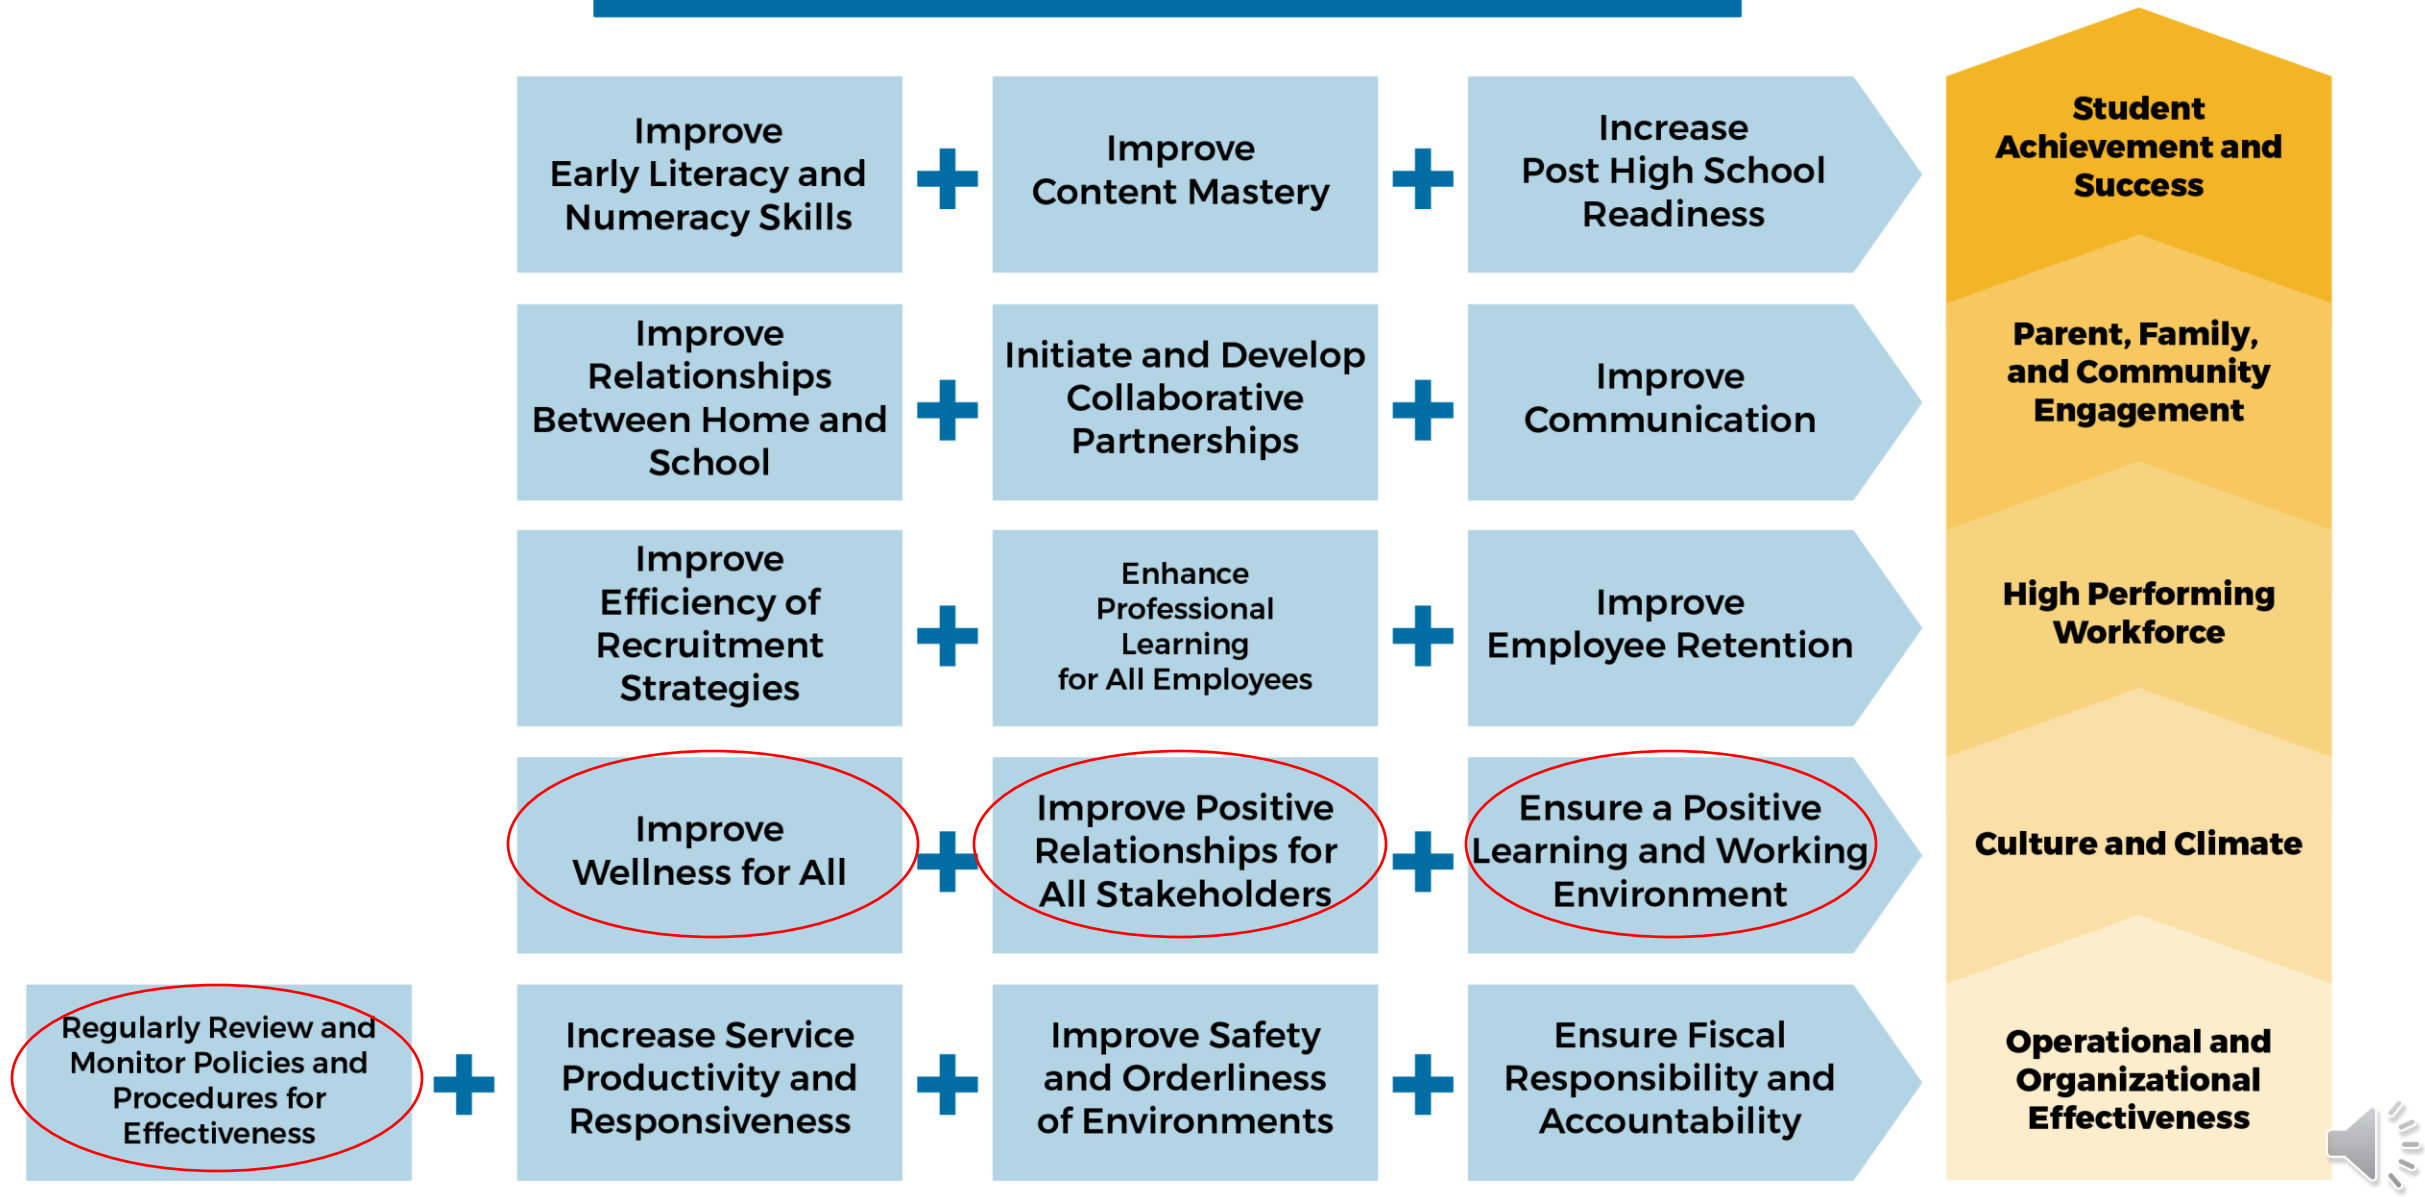 Improve
Early Literacy and
Numeracy Skills
Improve
Content Mastery
Increase
Post High School
Readiness
Student
Achievement and
Success
Improve
Relationships
Between Home and
School
Initiate and Develop
Collaborative
Partnerships
Improve
Communication
Parent, Family,
and Community
Engagement
Improve
Efficiency of
Recruitment
Strategies
Enhance
Professional
Learning
for All Employees
Improve
Employee Retention
High Performing
Workforce
Improve
Wellness for All
Improve Positive
Relationships for
All Stakeholders
Ensure a Positive
Learning and Working
Environment
Culture and Climate
Regularly Review and
Monitor Policies and
Procedures for
Effectiveness
Increase Service
Productivity and
Responsiveness
Improve Safety
and Orderliness
of Environments
Ensure Fiscal
Responsibility and
Accountability
Operational and
Organizational
Effectiveness